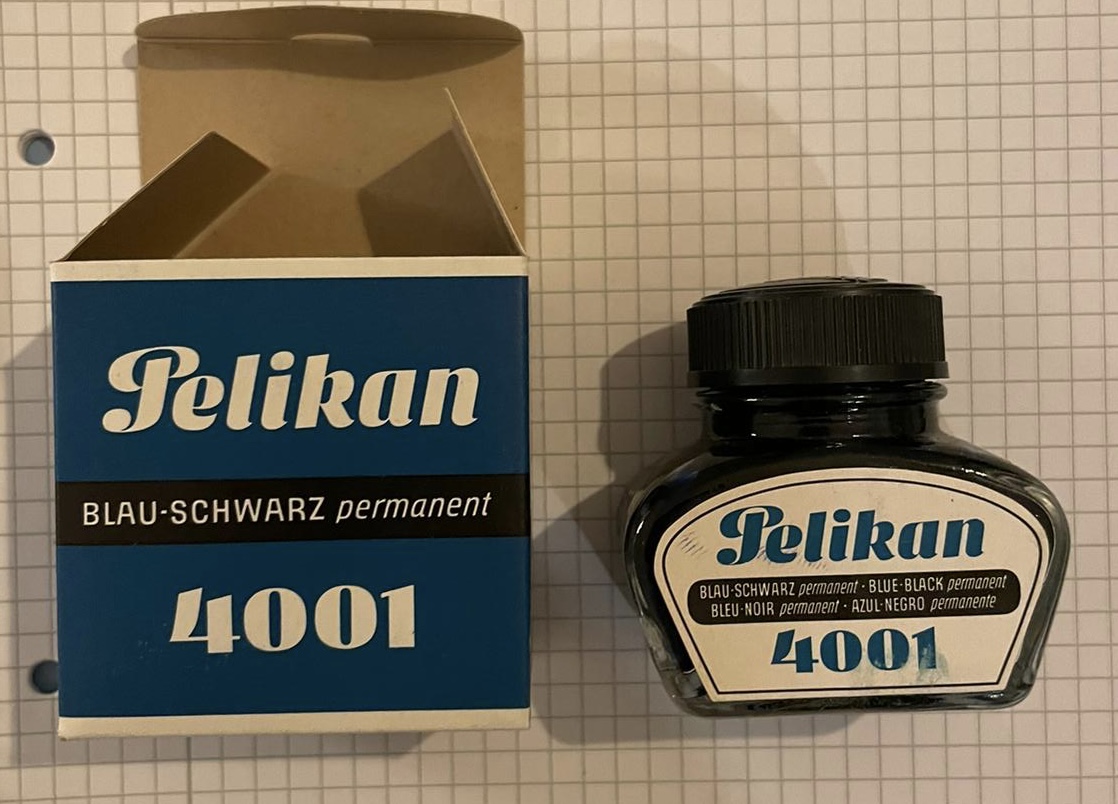 Pelikan
BLAU-SCHWARZ permanent
4001
Pelikan
BLAU-SCHWARZ permanent · BLUE-BLACK permanent
BLEU-NOIR permanent · AZUL-NEGRO permanente
4001